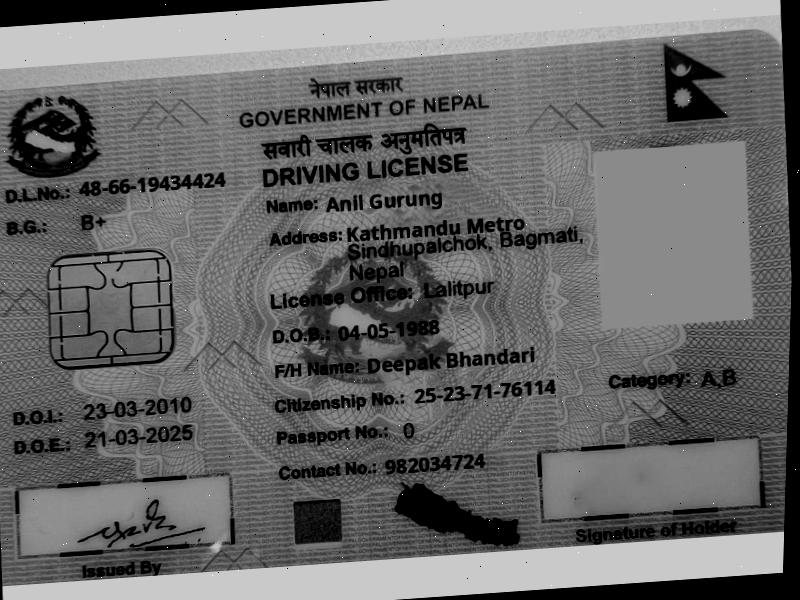 नेपाल सरकार
GOVERNMENT OF NEPAL
सवारी चालक अनुमतिपत्र
DRIVING LICENSE
D.L.No.: 48-66-19434424
B.G.: B+
Name: Anil Gurung
Address: Kathmandu Metro
Sindhupalchok, Bagmati,
Nepal
License Office: Lalitpur
D.O.B.: 04-05-1988
F/H Name: Deepak Bhandari
Citizenship No.: 25-23-71-76114
Category: A,B
Passport No.: 0
Contact No.: 982034724
D.O.I.: 23-03-2010
D.O.E.: 21-03-2025
Issued By
Signature of Holder